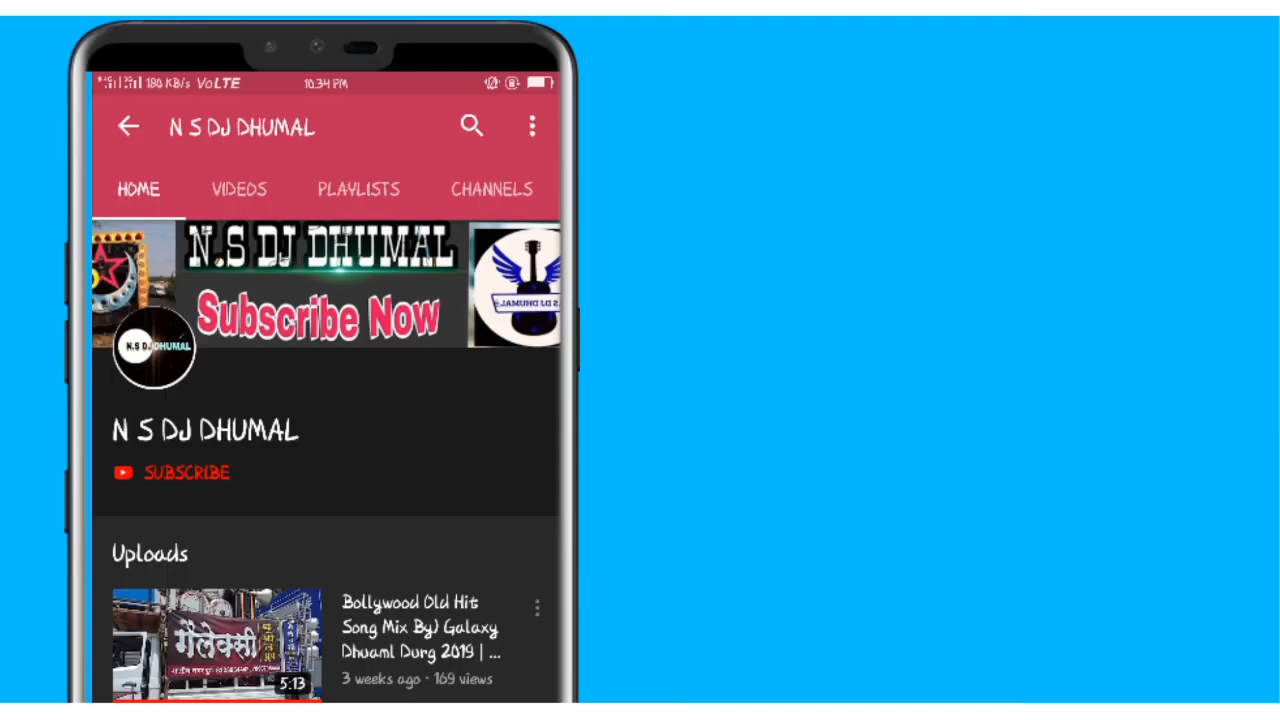 180 KB/s VoLTE 10:34 PM
N S DJ DHUMAL
HOME VIDEOS PLAYLISTS CHANNELS
N.S DJ DHUMAL
Subscribe Now
N.S DJ DHUMAL
N S DJ DHUMAL
SUBSCRIBE
Uploads
गैलेक्सी
5:13
Bollywood Old Hit
Song Mix By) Galaxy
Dhuaml Durg 2019 | ...
3 weeks ago · 169 views